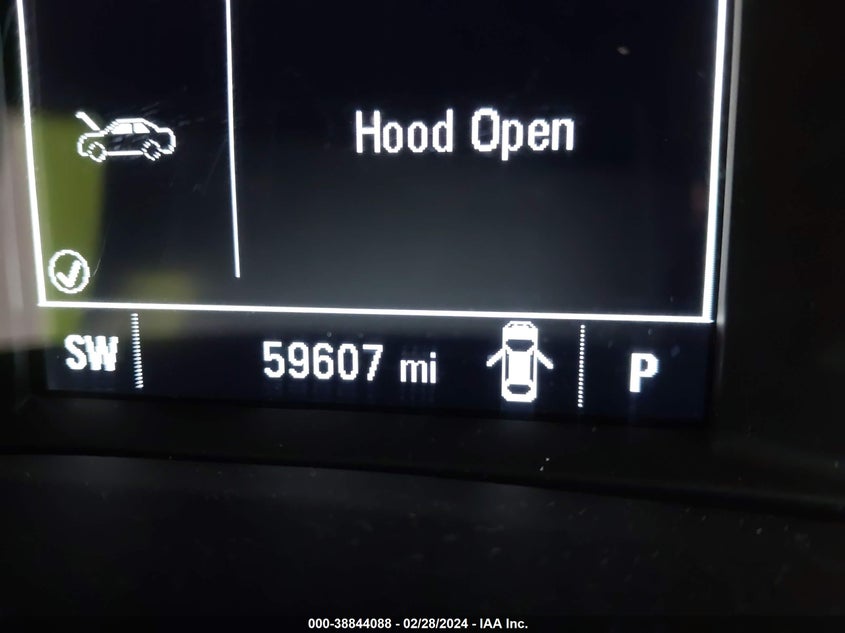 Hood Open
SW 59607 mi P
000-38844088 - 02/28/2024 - IAA Inc.